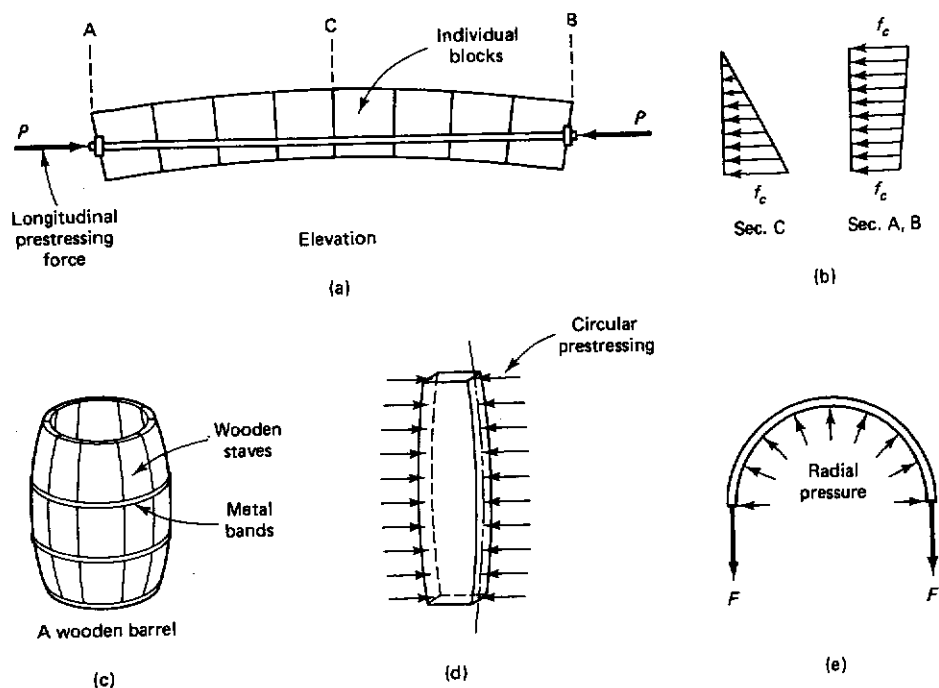 A
C
B
Individual
blocks
P
P
Longitudinal
prestressing
force
Elevation
(a)
f_c
f_c
f_c
Sec. C
Sec. A, B
(b)
Circular
prestressing
Wooden
staves
Metal
bands
A wooden barrel
(c)
(d)
Radial
pressure
F
F
(e)